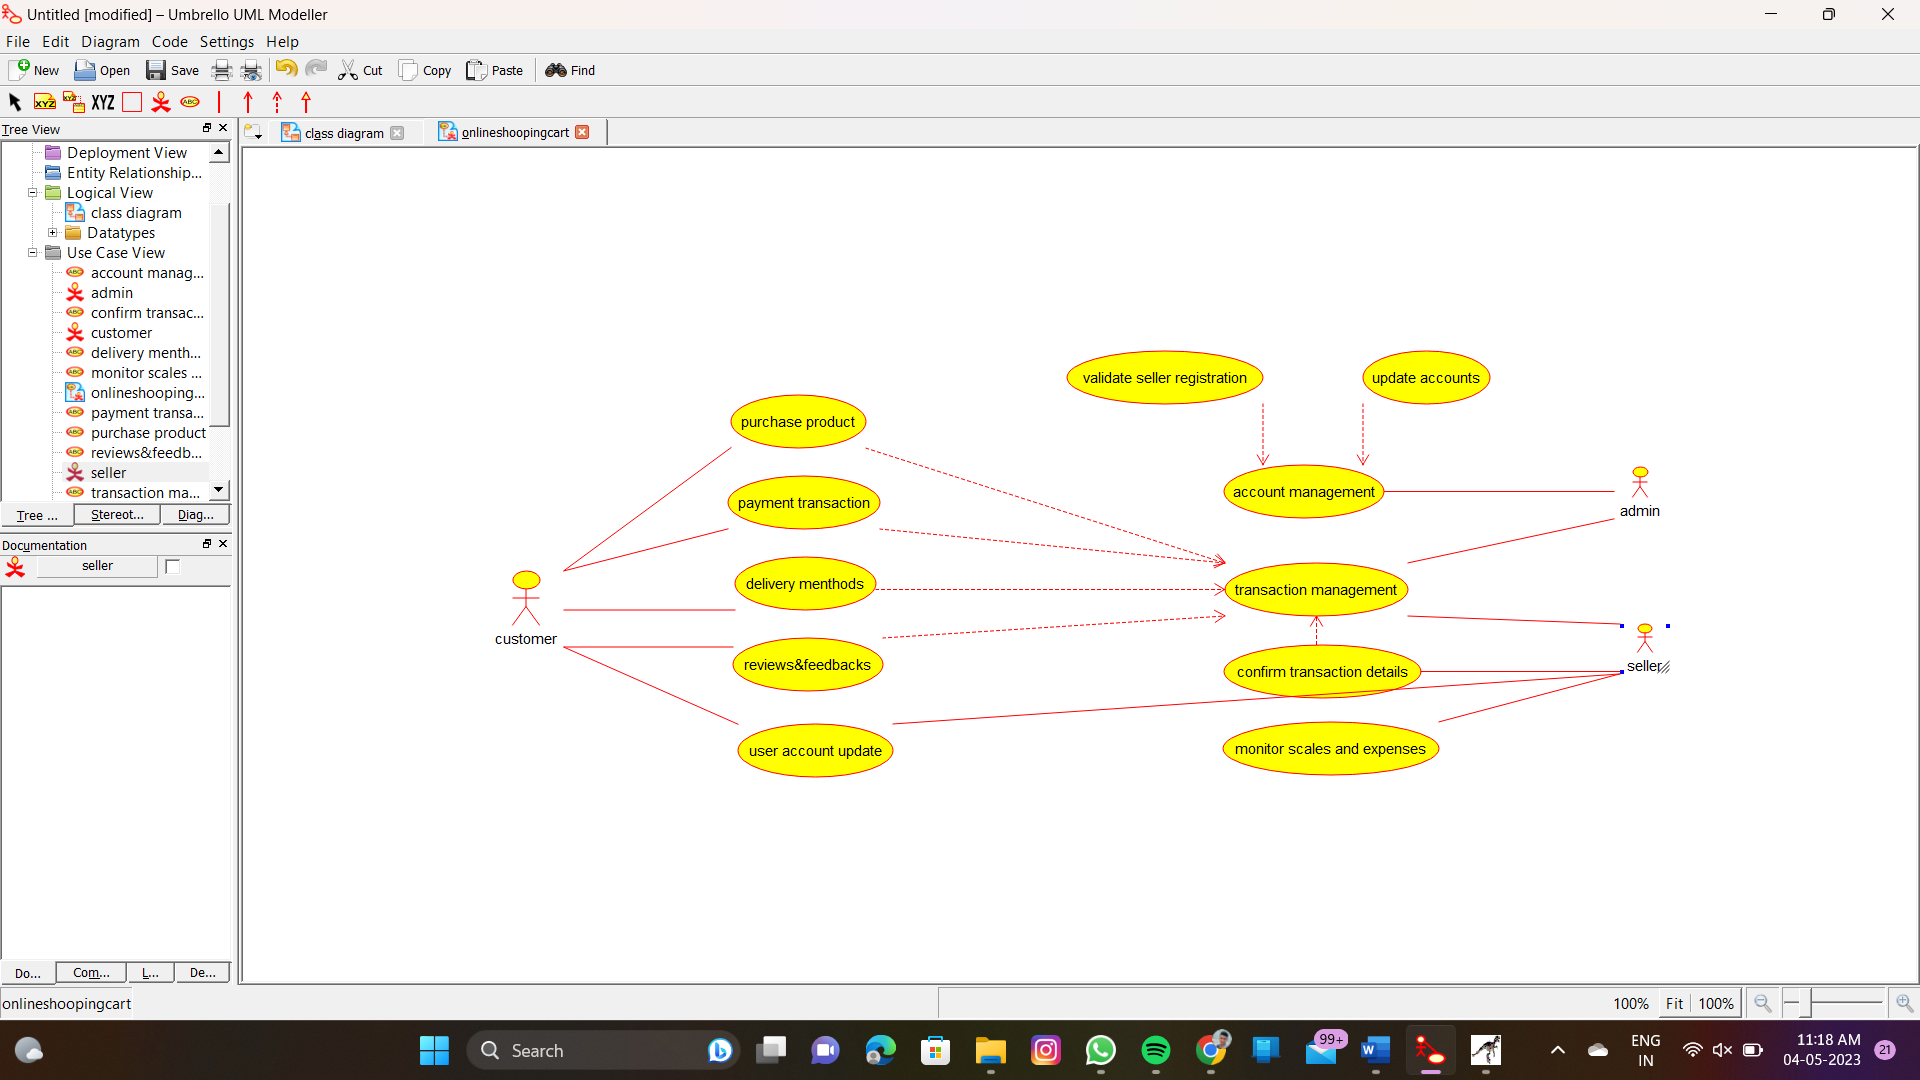 Untitled [modified] – Umbrello UML Modeller
File Edit Diagram Code Settings Help
New Open Save Cut Copy Paste Find
XYZ XYZ XYZ ABC
Tree View
class diagram onlineshoopingcart
Deployment View
Entity Relationship...
Logical View
class diagram
Datatypes
Use Case View
account manag...
admin
confirm transac...
customer
delivery menth...
monitor scales ...
onlineshooping...
payment transa...
purchase product
reviews&feedb...
seller
transaction ma...
Tree ... Stereot... Diag...
Documentation
seller
validate seller registration
update accounts
purchase product
account management
payment transaction
admin
delivery menthods
transaction management
customer
reviews&feedbacks
confirm transaction details
seller
user account update
monitor scales and expenses
Do... Com... L... De...
onlineshoopingcart
100% Fit 100%
Search
99+
ENG
IN
11:18 AM
04-05-2023
21